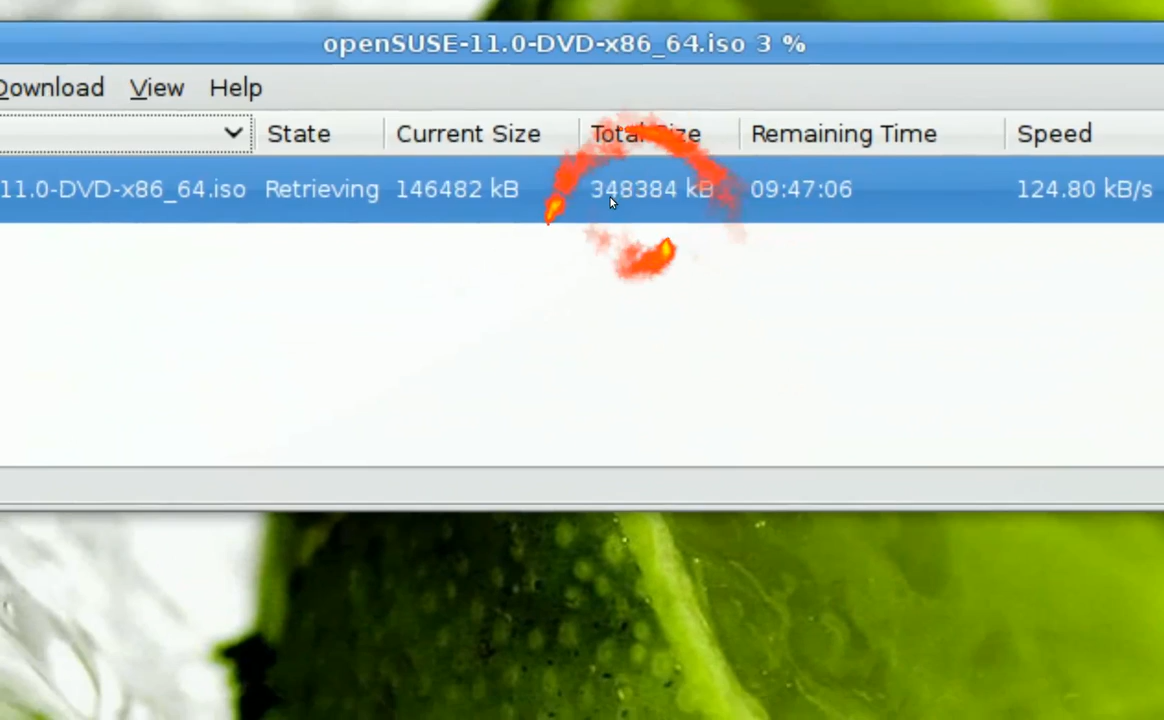 openSUSE-11.0-DVD-x86_64.iso 3 %
Download View Help
State Current Size Total Size Remaining Time Speed
11.0-DVD-x86_64.iso Retrieving 146482 kB 348384 kB 09:47:06 124.80 kB/s